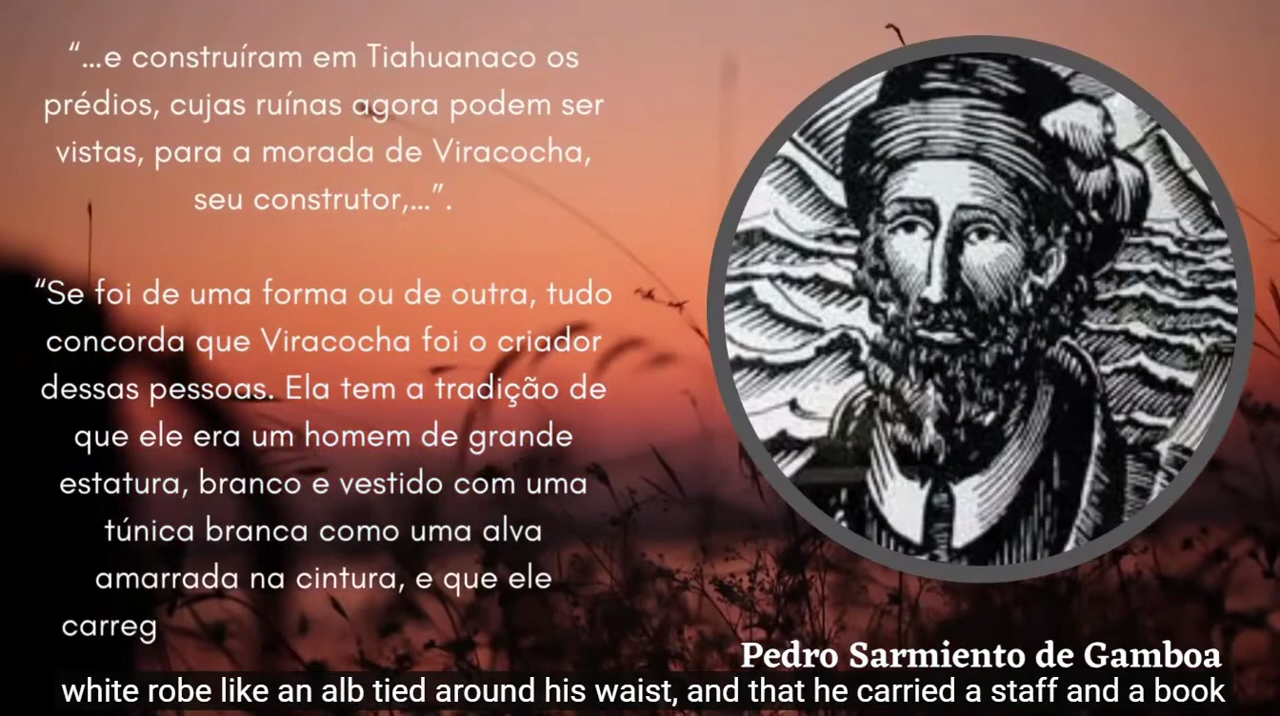 “...e construíram em Tiahuanaco os
prédios, cujas ruínas agora podem ser
vistas, para a morada de Viracocha,
seu construtor,...”.
“Se foi de uma forma ou de outra, tudo
concorda que Viracocha foi o criador
dessas pessoas. Ela tem a tradição de
que ele era um homem de grande
estatura, branco e vestido com uma
túnica branca como uma alva
amarrada na cintura, e que ele
carreg
Pedro Sarmiento de Gamboa
white robe like an alb tied around his waist, and that he carried a staff and a book